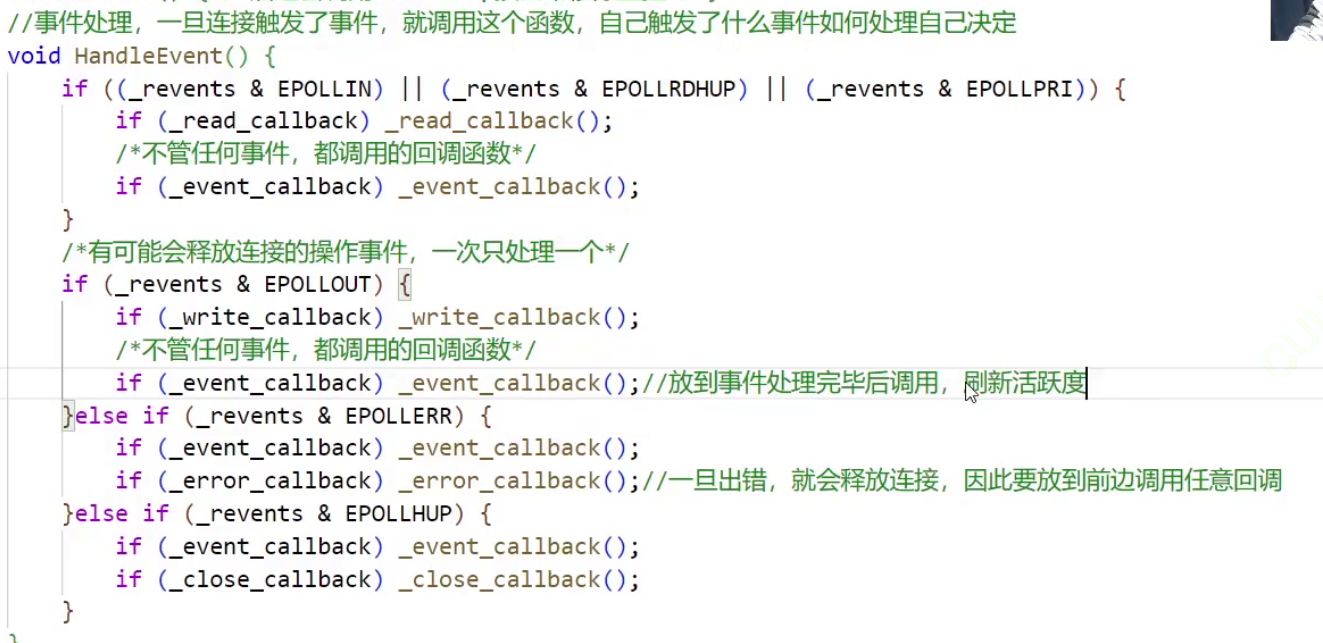 //事件处理，一旦连接触发了事件，就调用这个函数，自己触发了什么事件如何处理自己决定
void HandleEvent() {
if ((_revents & EPOLLIN) || (_revents & EPOLLRDHUP) || (_revents & EPOLLPRI)) {
if (_read_callback) _read_callback();
/*不管任何事件，都调用的回调函数*/
if (_event_callback) _event_callback();
}
/*有可能会释放连接的操作事件，一次只处理一个*/
if (_revents & EPOLLOUT) {
if (_write_callback) _write_callback();
/*不管任何事件，都调用的回调函数*/
if (_event_callback) _event_callback();//放到事件处理完毕后调用，刷新活跃度
}else if (_revents & EPOLLERR) {
if (_event_callback) _event_callback();
if (_error_callback) _error_callback();//一旦出错，就会释放连接，因此要放到前边调用任意回调
}else if (_revents & EPOLLHUP) {
if (_event_callback) _event_callback();
if (_close_callback) _close_callback();
}
}